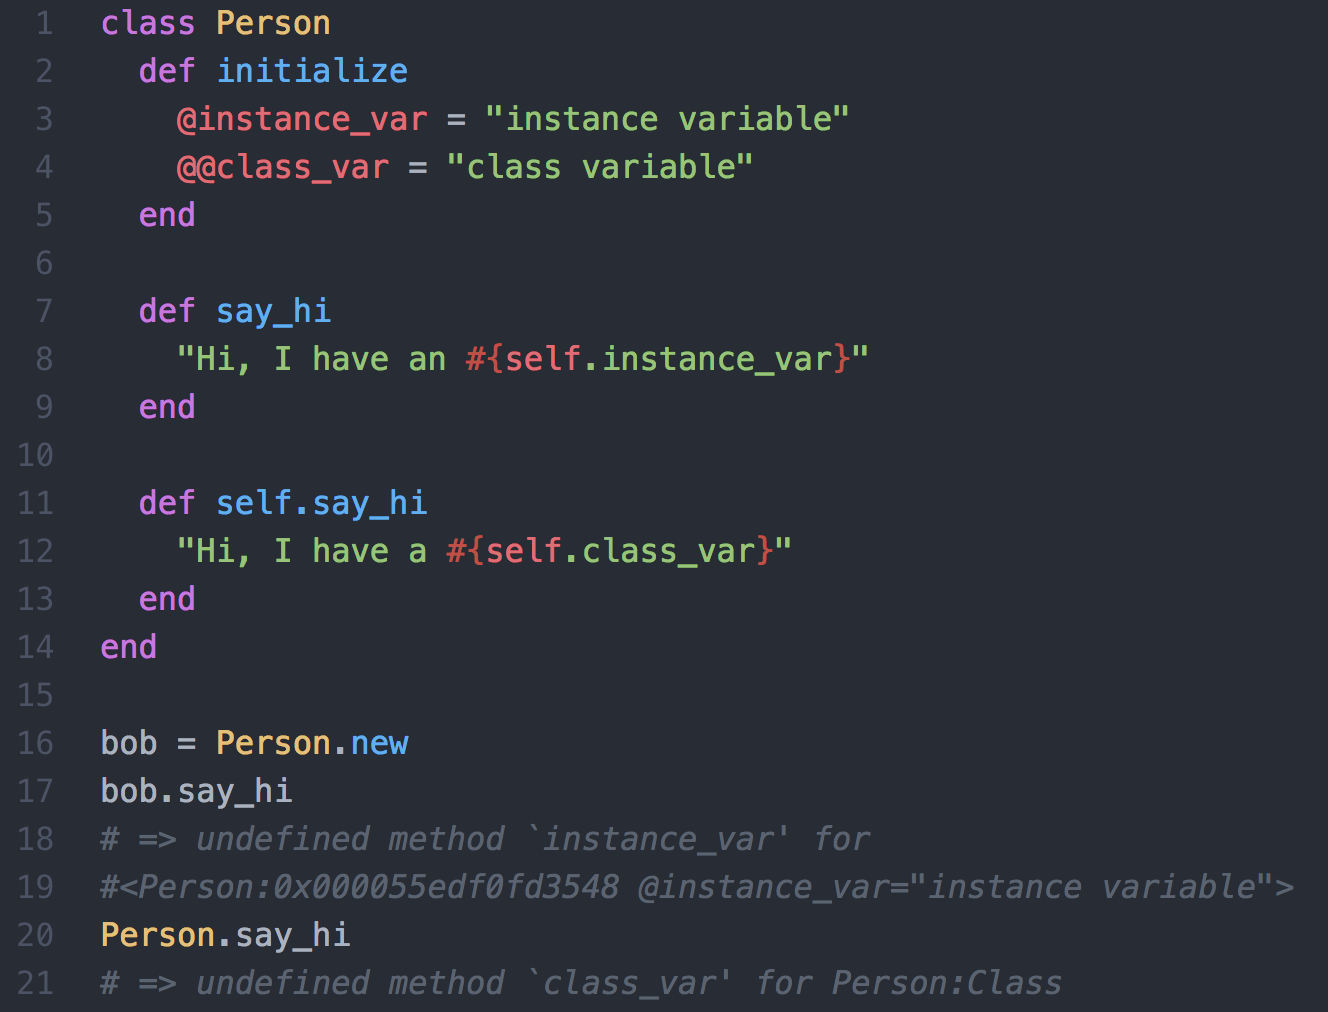 1 class Person
2 def initialize
3 @instance_var = "instance variable"
4 @@class_var = "class variable"
5 end
6
7 def say_hi
8 "Hi, I have an #{self.instance_var}"
9 end
10
11 def self.say_hi
12 "Hi, I have a #{self.class_var}"
13 end
14 end
15
16 bob = Person.new
17 bob.say_hi
18 # => undefined method `instance_var' for
19 #<Person:0x000055edf0fd3548 @instance_var="instance variable">
20 Person.say_hi
21 # => undefined method `class_var' for Person:Class